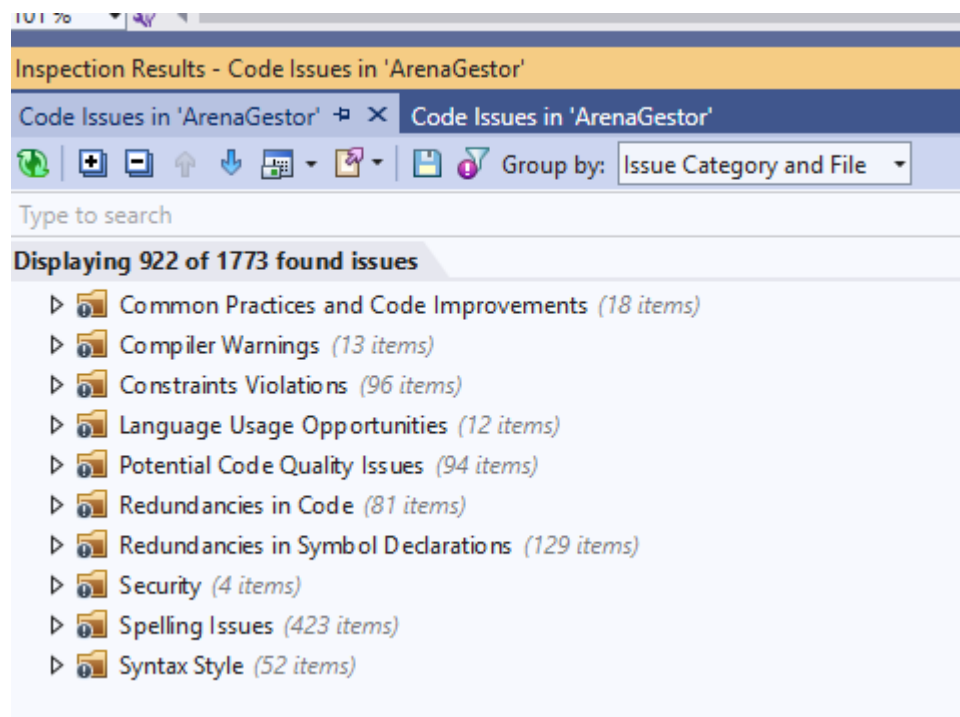 101 %
Inspection Results - Code Issues in 'ArenaGestor'
Code Issues in 'ArenaGestor' Code Issues in 'ArenaGestor'
Group by: Issue Category and File
Type to search
Displaying 922 of 1773 found issues
Common Practices and Code Improvements (18 items)
Compiler Warnings (13 items)
Constraints Violations (96 items)
Language Usage Opportunities (12 items)
Potential Code Quality Issues (94 items)
Redundancies in Code (81 items)
Redundancies in Symbol Declarations (129 items)
Security (4 items)
Spelling Issues (423 items)
Syntax Style (52 items)